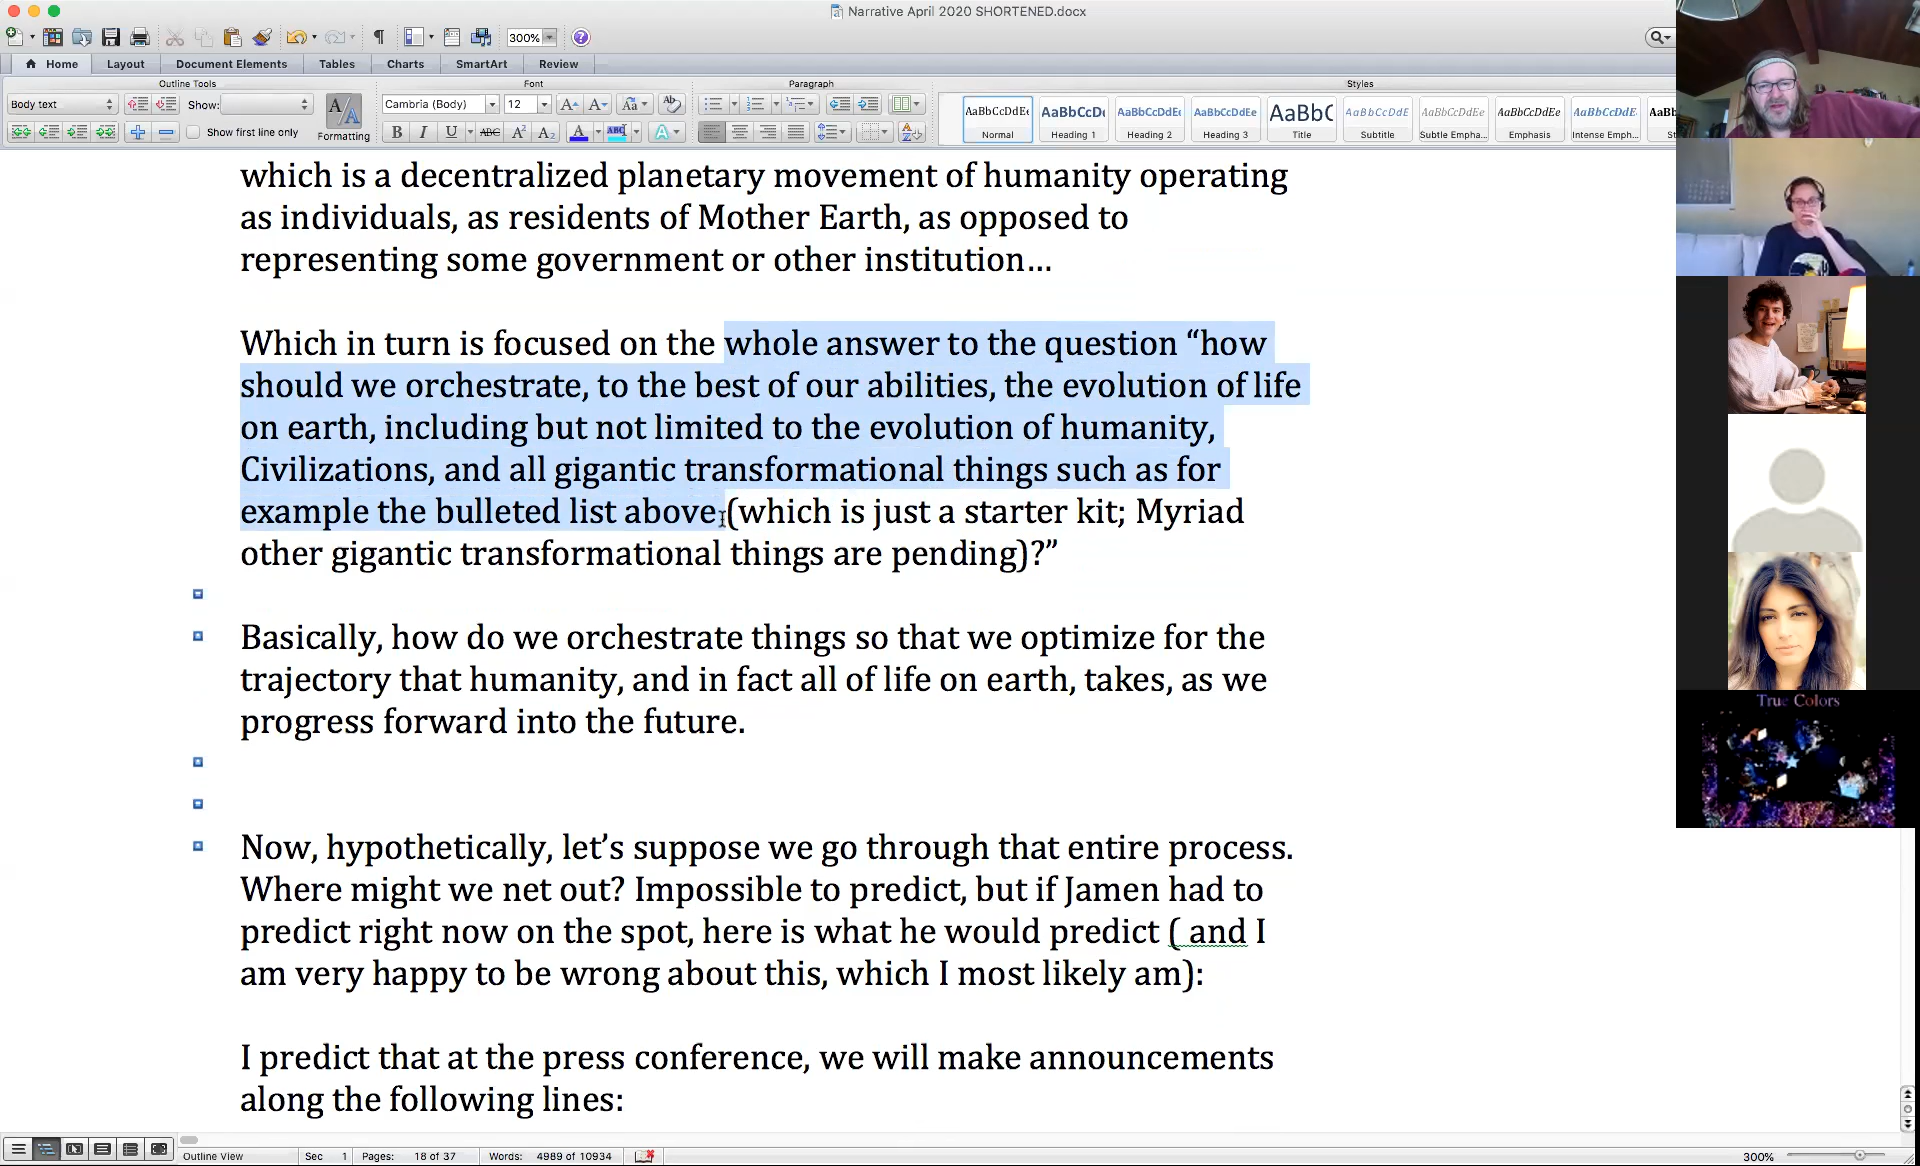 Narrative April 2020 SHORTENED.docx
300%
Home Layout Document Elements Tables Charts SmartArt Review
Outline Tools Font Paragraph Styles
Body text Show: Cambria (Body) 12
Show first line only Formatting
AaBbCcDdEe AaBbCcDc AaBbCcDdEe AaBbCcDdEe AaBbC AaBbCcDdE AaBbCcDdEe AaBbCcDdEe AaBbCcDdEe AaBb
Normal Heading 1 Heading 2 Heading 3 Title Subtitle Subtle Empha... Emphasis Intense Emph... St
B I U ABC A² A₂
which is a decentralized planetary movement of humanity operating
as individuals, as residents of Mother Earth, as opposed to
representing some government or other institution…
Which in turn is focused on the whole answer to the question “how
should we orchestrate, to the best of our abilities, the evolution of life
on earth, including but not limited to the evolution of humanity,
Civilizations, and all gigantic transformational things such as for
example the bulleted list above (which is just a starter kit; Myriad
other gigantic transformational things are pending)?”
Basically, how do we orchestrate things so that we optimize for the
trajectory that humanity, and in fact all of life on earth, takes, as we
progress forward into the future.
Now, hypothetically, let’s suppose we go through that entire process.
Where might we net out? Impossible to predict, but if Jamen had to
predict right now on the spot, here is what he would predict ( and I
am very happy to be wrong about this, which I most likely am):
I predict that at the press conference, we will make announcements
along the following lines:
True Colors
Outline View Sec 1 Pages: 18 of 37 Words: 4989 of 10934 300%